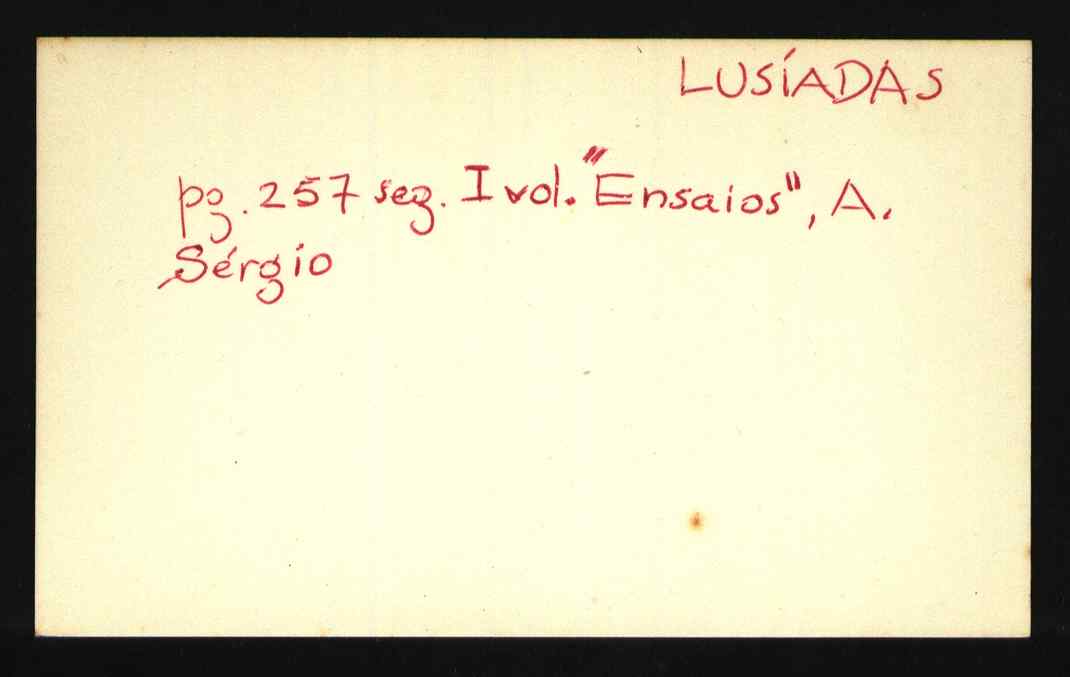 LUSÍADAS
pg. 257 seg. I vol. "Ensaios", A.
Sérgio